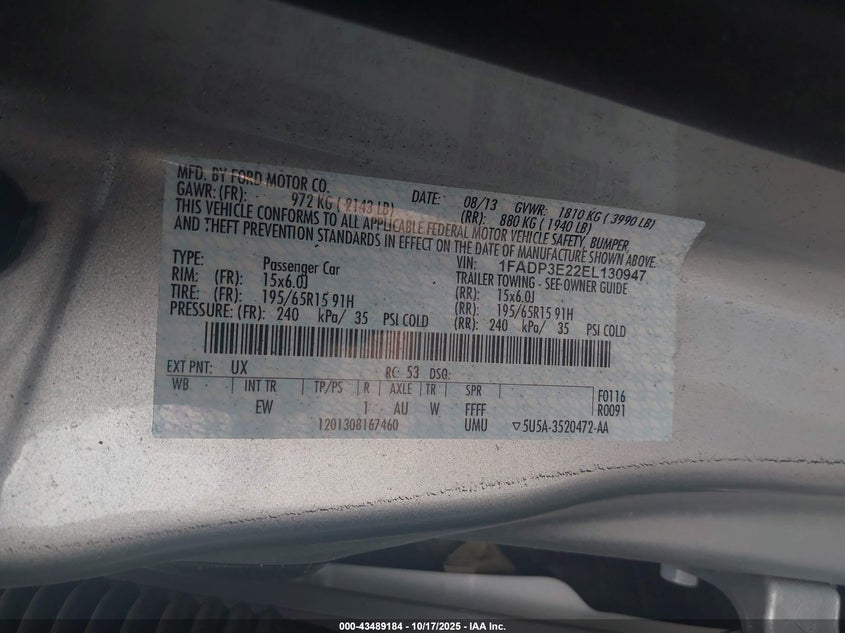 MFD. BY FORD MOTOR CO. DATE: 08/13 GVWR: 1810 KG ( 3990 LB)
GAWR: (FR): 972 KG ( 2143 LB) (RR): 880 KG ( 1940 LB)
THIS VEHICLE CONFORMS TO ALL APPLICABLE FEDERAL MOTOR VEHICLE SAFETY, BUMPER
AND THEFT PREVENTION STANDARDS IN EFFECT ON THE DATE OF MANUFACTURE SHOWN ABOVE.
VIN: 1FADP3E22EL130947
TYPE: Passenger Car TRAILER TOWING - SEE OWNER GUIDE
RIM: (FR): 15x6.0J (RR): 15x6.0J
TIRE: (FR): 195/65R15 91H (RR): 195/65R15 91H
PRESSURE: (FR): 240 kPa/ 35 PSI COLD (RR): 240 kPa/ 35 PSI COLD
EXT PNT: UX RC: 53 DSO:
WB INT TR TP/PS R AXLE TR SPR F0116
EW 1 AU W FFFF R0091
1201308167460 UMU ▽5U5A-3520472-AA
000-43489184 - 10/17/2025 - IAA Inc.